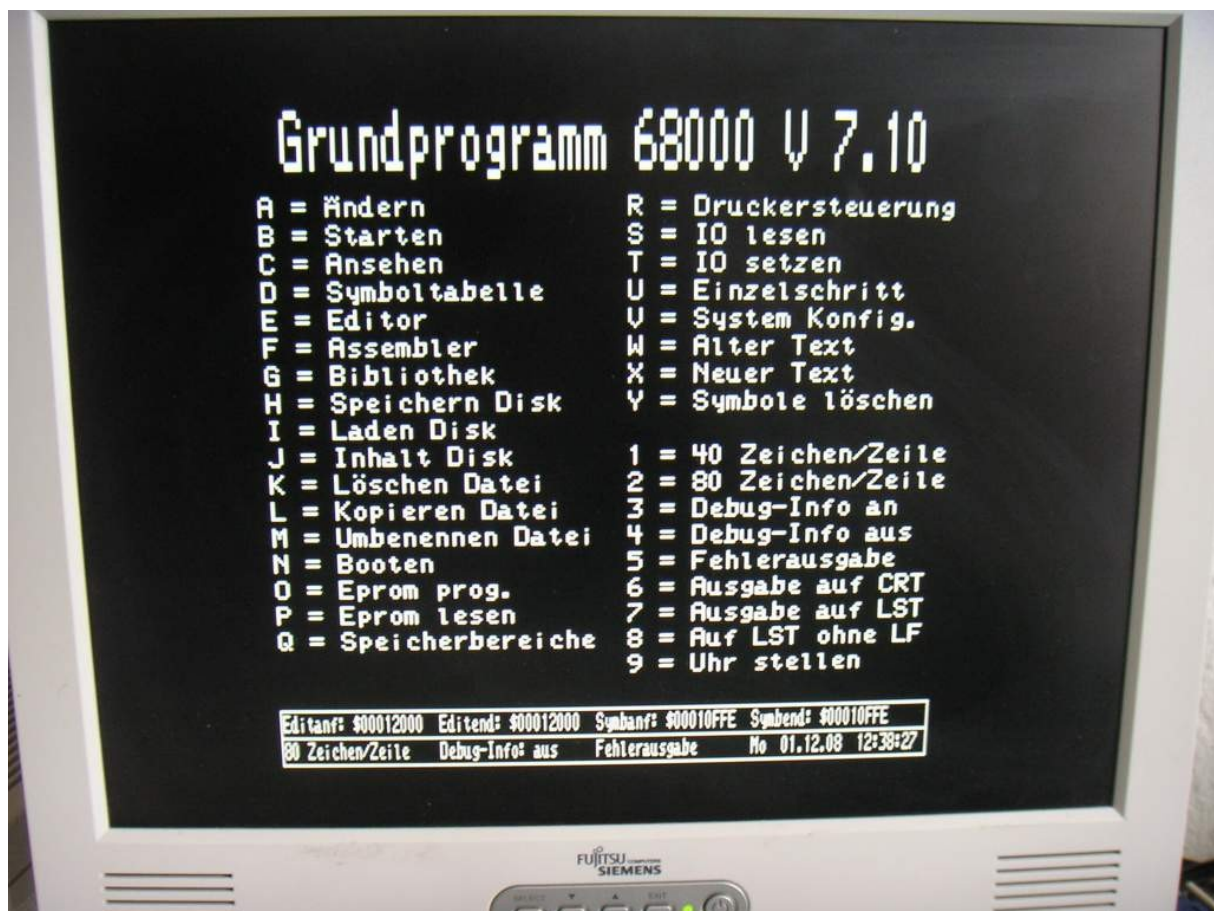 Grundprogramm 68000 V 7.10
A = Ändern
B = Starten
C = Ansehen
D = Symboltabelle
E = Editor
F = Assembler
G = Bibliothek
H = Speichern Disk
I = Laden Disk
J = Inhalt Disk
K = Löschen Datei
L = Kopieren Datei
M = Umbenennen Datei
N = Booten
O = Eprom prog.
P = Eprom lesen
Q = Speicherbereiche
R = Druckersteuerung
S = IO lesen
T = IO setzen
U = Einzelschritt
V = System Konfig.
W = Alter Text
X = Neuer Text
Y = Symbole löschen
1 = 40 Zeichen/Zeile
2 = 80 Zeichen/Zeile
3 = Debug-Info an
4 = Debug-Info aus
5 = Fehlerausgabe
6 = Ausgabe auf CRT
7 = Ausgabe auf LST
8 = Auf LST ohne LF
9 = Uhr stellen
Editanf: $00012000 Editend: $00012000 Symbanf: $00010FFE Symbend: $00010FFE
80 Zeichen/Zeile Debug-Info: aus Fehlerausgabe Mo 01.12.08 12:38:27
FUJITSU COMPUTERS
SIEMENS
SELECT ▼ ▲ ENT